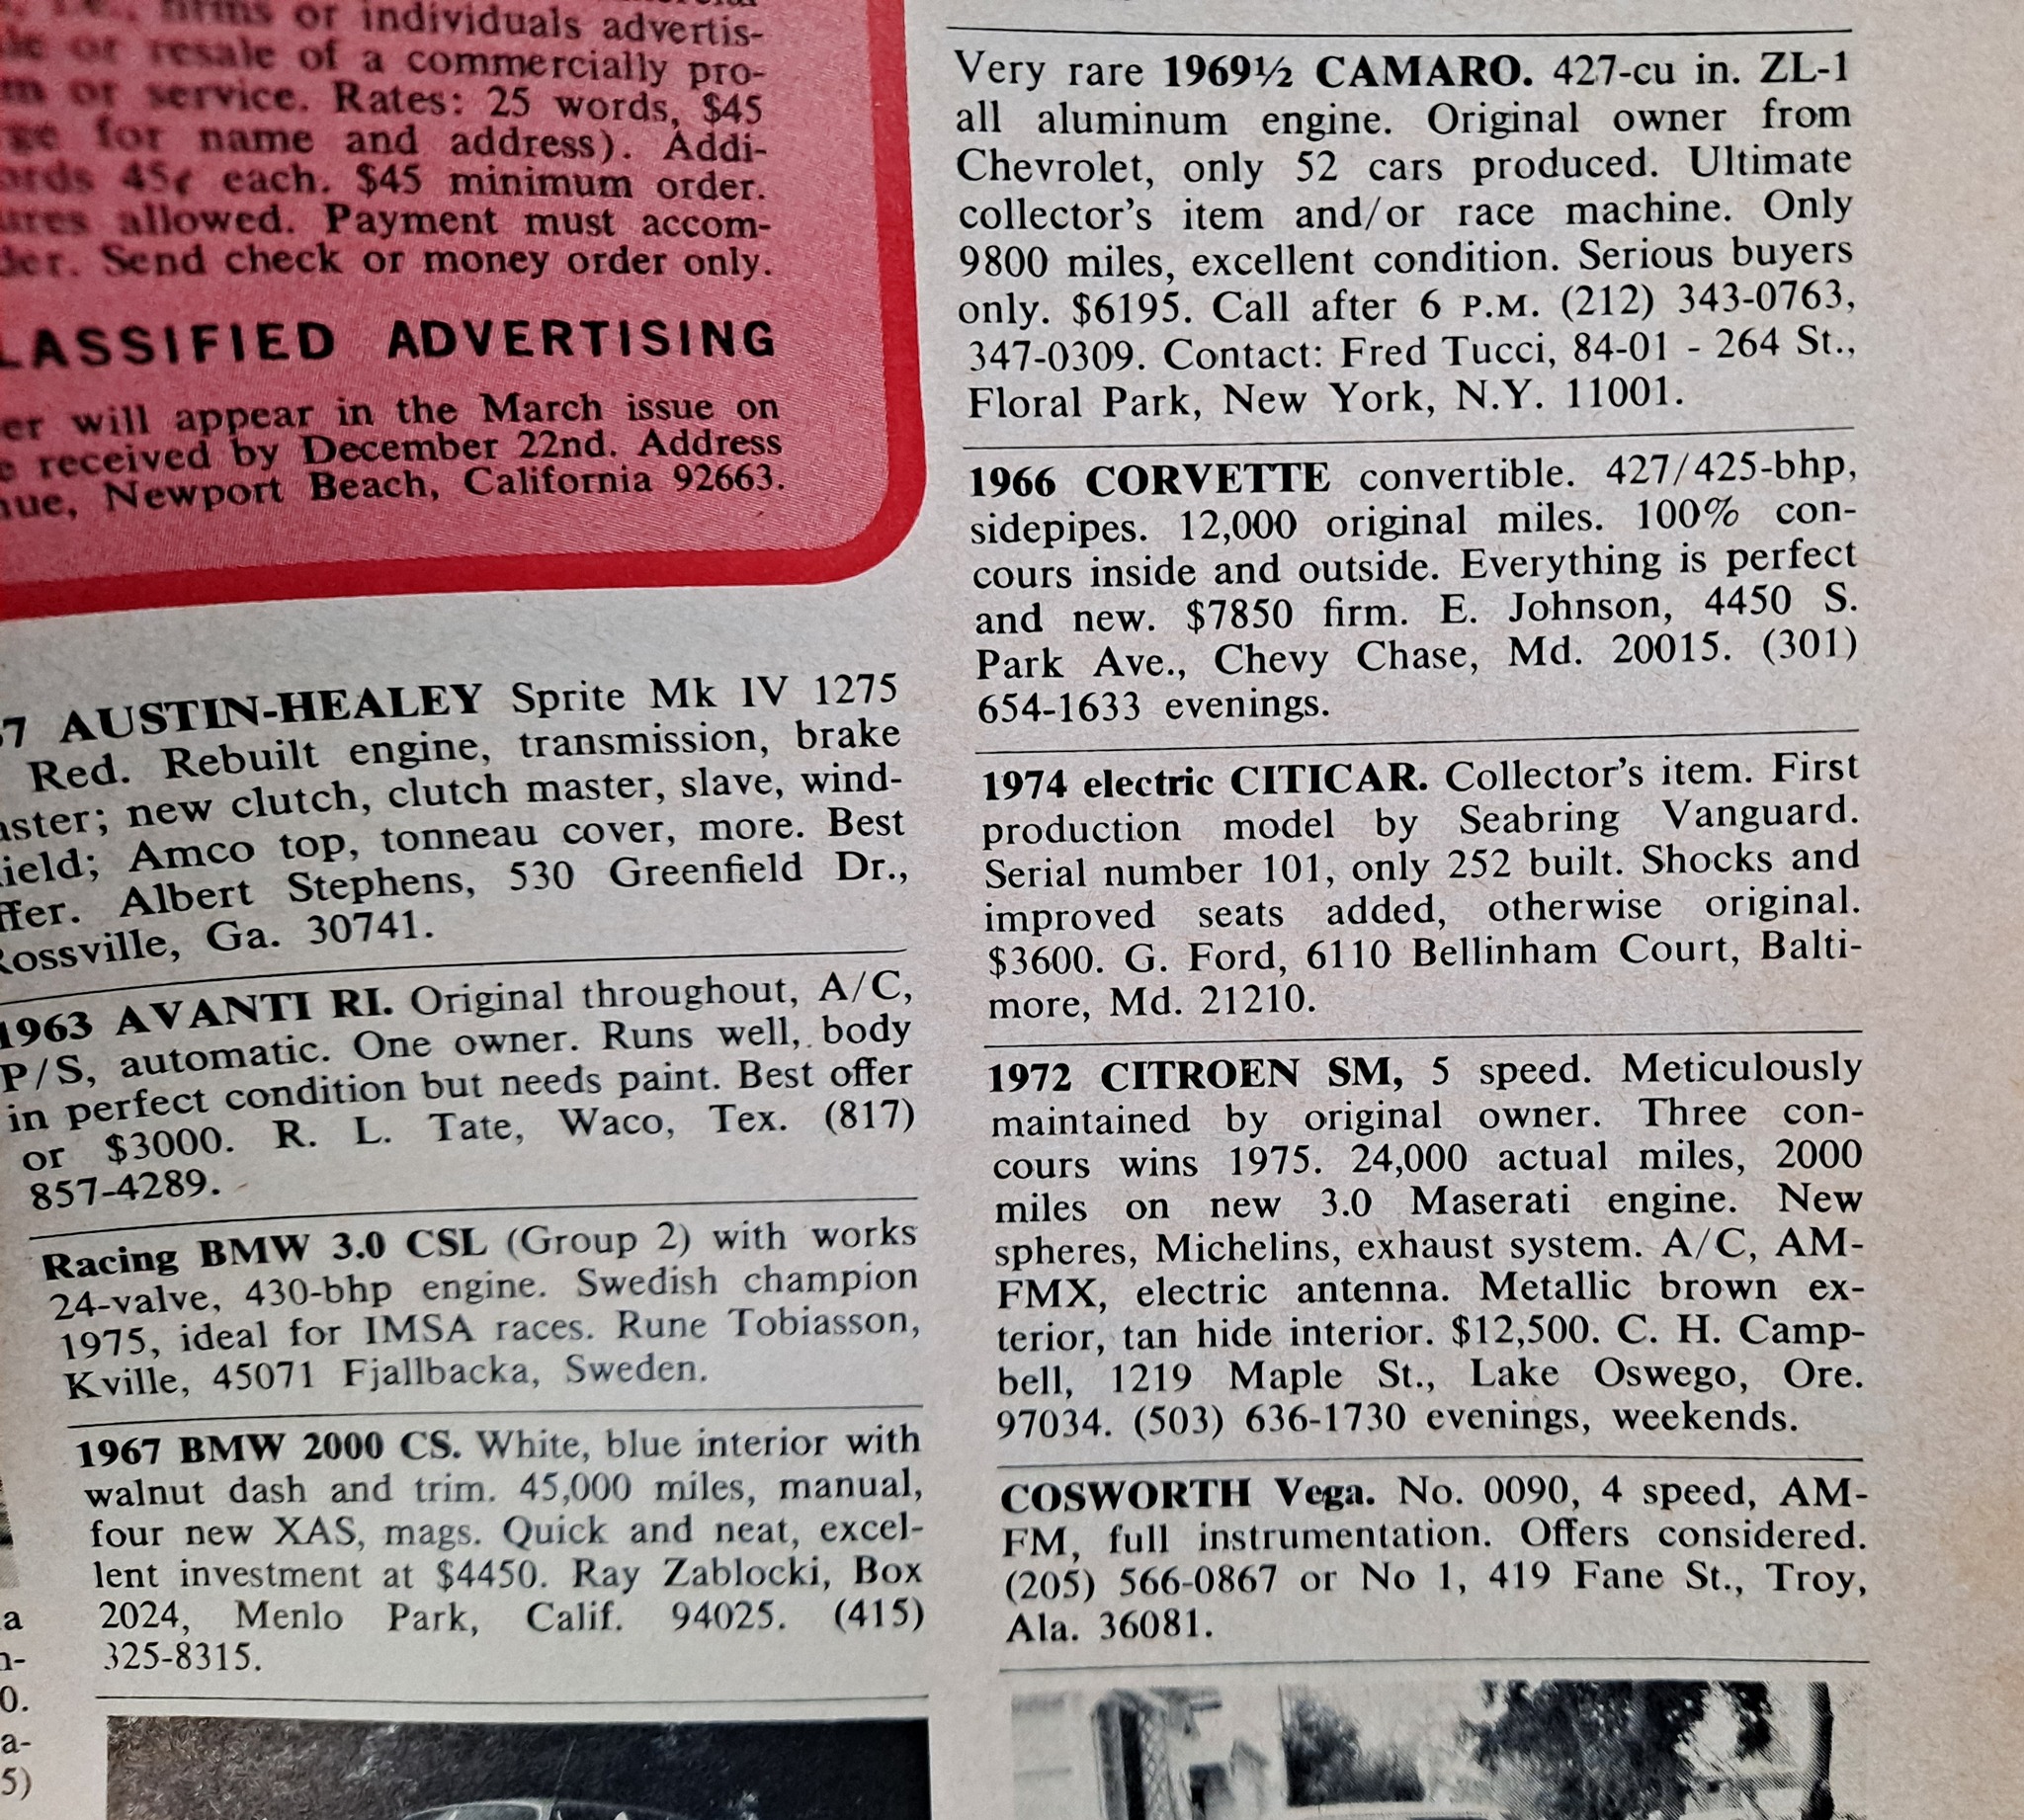 firms or individuals advertis-
or resale of a commercially pro-
or service. Rates: 25 words, $45
for name and address). Addi-
45¢ each. $45 minimum order.
allowed. Payment must accom-
Send check or money order only.
LASSIFIED ADVERTISING
er will appear in the March issue on
received by December 22nd. Address
nue, Newport Beach, California 92663.
7 AUSTIN-HEALEY Sprite Mk IV 1275
Red. Rebuilt engine, transmission, brake
aster; new clutch, clutch master, slave, wind-
ield; Amco top, tonneau cover, more. Best
ffer. Albert Stephens, 530 Greenfield Dr.,
Rossville, Ga. 30741.
1963 AVANTI RI. Original throughout, A/C,
P/S, automatic. One owner. Runs well, body
in perfect condition but needs paint. Best offer
or $3000. R. L. Tate, Waco, Tex. (817)
857-4289.
Racing BMW 3.0 CSL (Group 2) with works
24-valve, 430-bhp engine. Swedish champion
1975, ideal for IMSA races. Rune Tobiasson,
Kville, 45071 Fjallbacka, Sweden.
1967 BMW 2000 CS. White, blue interior with
walnut dash and trim. 45,000 miles, manual,
four new XAS, mags. Quick and neat, excel-
lent investment at $4450. Ray Zablocki, Box
2024, Menlo Park, Calif. 94025. (415)
325-8315.
Very rare 1969½ CAMARO. 427-cu in. ZL-1
all aluminum engine. Original owner from
Chevrolet, only 52 cars produced. Ultimate
collector's item and/or race machine. Only
9800 miles, excellent condition. Serious buyers
only. $6195. Call after 6 P.M. (212) 343-0763,
347-0309. Contact: Fred Tucci, 84-01 - 264 St.,
Floral Park, New York, N.Y. 11001.
1966 CORVETTE convertible. 427/425-bhp,
sidepipes. 12,000 original miles. 100% con-
cours inside and outside. Everything is perfect
and new. $7850 firm. E. Johnson, 4450 S.
Park Ave., Chevy Chase, Md. 20015. (301)
654-1633 evenings.
1974 electric CITICAR. Collector's item. First
production model by Seabring Vanguard.
Serial number 101, only 252 built. Shocks and
improved seats added, otherwise original.
$3600. G. Ford, 6110 Bellinham Court, Balti-
more, Md. 21210.
1972 CITROEN SM, 5 speed. Meticulously
maintained by original owner. Three con-
cours wins 1975. 24,000 actual miles, 2000
miles on new 3.0 Maserati engine. New
spheres, Michelins, exhaust system. A/C, AM-
FMX, electric antenna. Metallic brown ex-
terior, tan hide interior. $12,500. C. H. Camp-
bell, 1219 Maple St., Lake Oswego, Ore.
97034. (503) 636-1730 evenings, weekends.
COSWORTH Vega. No. 0090, 4 speed, AM-
FM, full instrumentation. Offers considered.
(205) 566-0867 or No 1, 419 Fane St., Troy,
Ala. 36081.